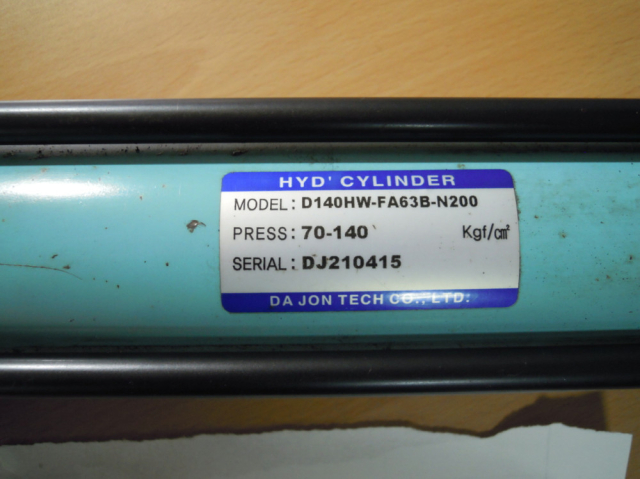 HYD' CYLINDER
MODEL: D140HW-FA63B-N200
PRESS: 70-140 Kgf/㎠
SERIAL: DJ210415
DA JON TECH CO., LTD.